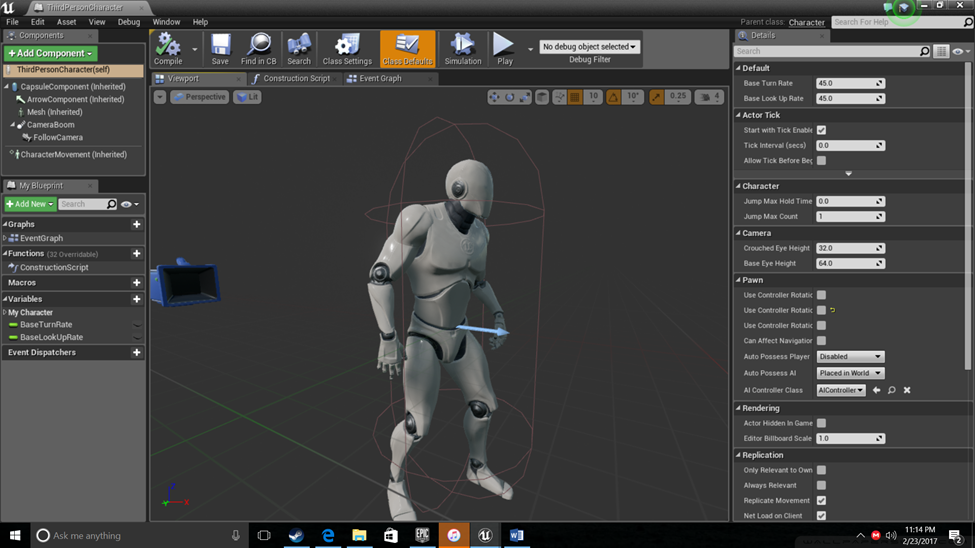 ThirdPersonCharacter
File Edit Asset View Debug Window Help
Parent class: Character Search For Help
Components
+ Add Component
ThirdPersonCharacter(self)
CapsuleComponent (Inherited)
ArrowComponent (Inherited)
Mesh (Inherited)
CameraBoom
FollowCamera
CharacterMovement (Inherited)
My Blueprint
+ Add New Search
Graphs
EventGraph
Functions (32 Overridable)
ConstructionScript
Macros
Variables
My Character
BaseTurnRate
BaseLookUpRate
Event Dispatchers
Compile Save Find in CB Search Class Settings Class Defaults Simulation Play
No debug object selected
Debug Filter
Viewport Construction Script Event Graph
Perspective Lit 10 10° 0.25 4
Z
Y X
Details
Search
Default
Base Turn Rate 45.0
Base Look Up Rate 45.0
Actor Tick
Start with Tick Enable
Tick Interval (secs) 0.0
Allow Tick Before Beg
Character
Jump Max Hold Time 0.0
Jump Max Count 1
Camera
Crouched Eye Height 32.0
Base Eye Height 64.0
Pawn
Use Controller Rotatic
Use Controller Rotatic
Use Controller Rotatic
Can Affect Navigation
Auto Possess Player Disabled
Auto Possess AI Placed in World
AI Controller Class AIController
Rendering
Actor Hidden In Game
Editor Billboard Scale 1.0
Replication
Only Relevant to Own
Always Relevant
Replicate Movement
Net Load on Client
Ask me anything
EPIC
11:14 PM
2/23/2017
2